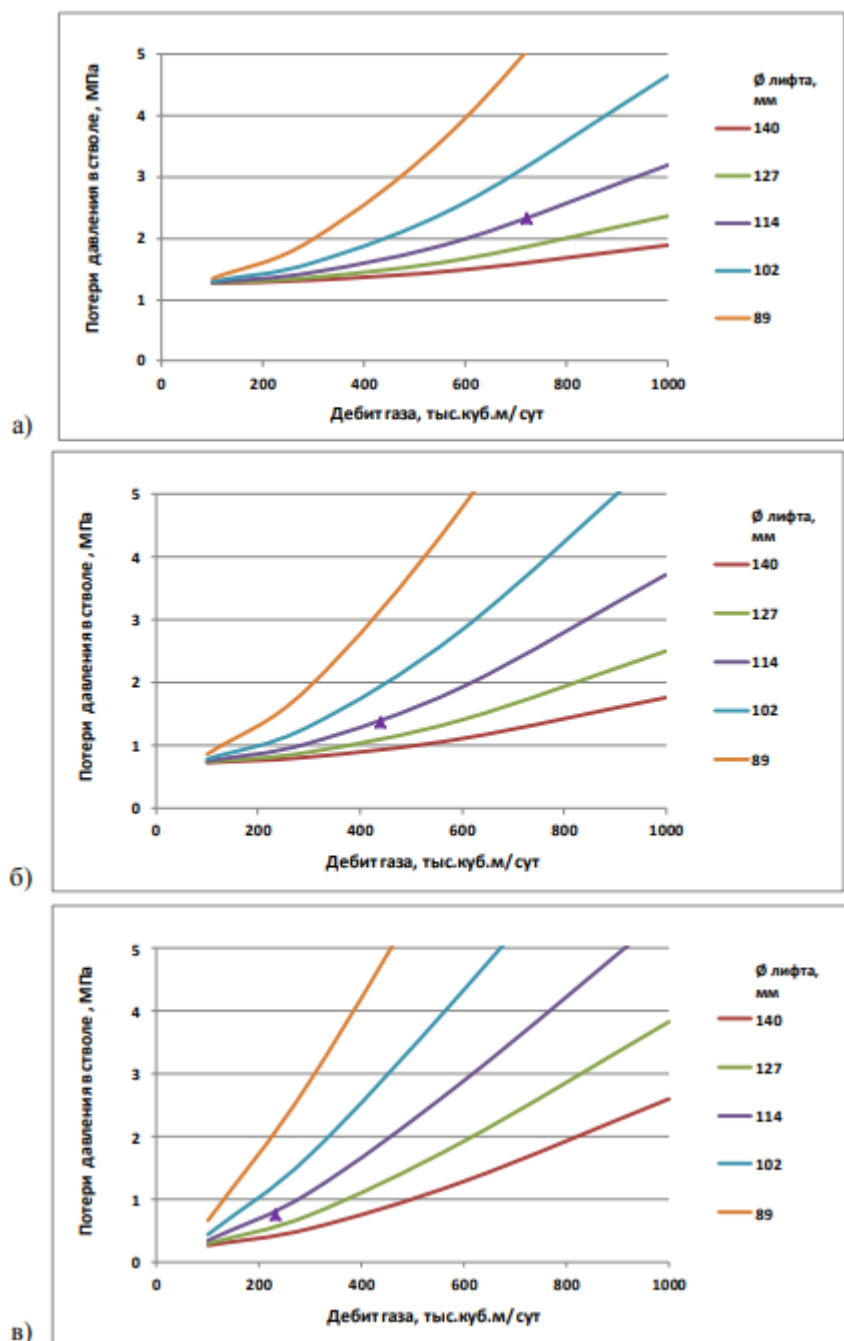 Потери давления в стволе , МПа
5
4
3
2
1
0
0 200 400 600 800 1000
Дебит газа, тыс.куб.м/ сут
Ø лифта,
мм
140
127
114
102
89
а)
Потери давления в стволе , МПа
5
4
3
2
1
0
0 200 400 600 800 1000
Дебит газа, тыс.куб.м/ сут
Ø лифта,
мм
140
127
114
102
89
б)
Потери давления в стволе , МПа
5
4
3
2
1
0
0 200 400 600 800 1000
Дебит газа, тыс.куб.м/ сут
Ø лифта,
мм
140
127
114
102
89
в)